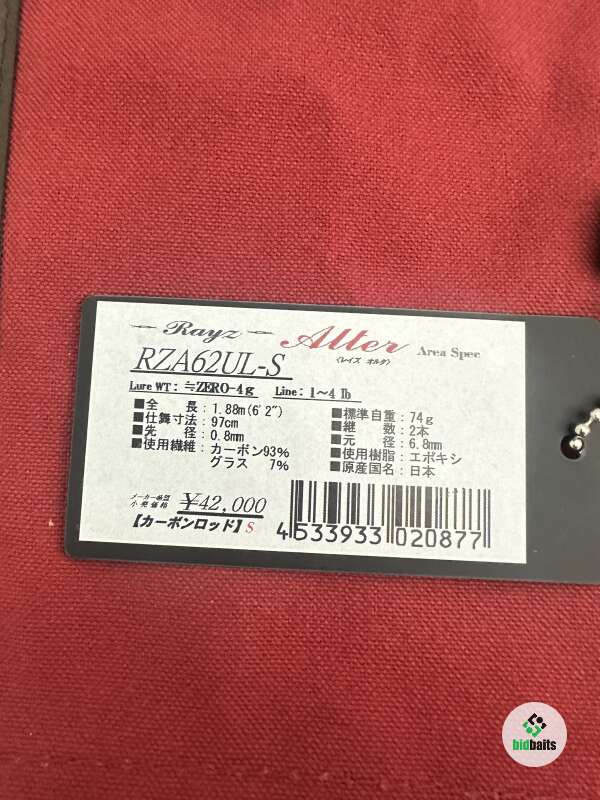 Rayz Alter Area Spec
〈レイズ オルタ〉
RZA62UL-S
Lure WT: ≒ZERO-4g Line: 1～4 lb
■全 長: 1.88m(6'2") ■標準自重: 74g
■仕舞寸法: 97cm ■継 数: 2本
■先 径: 0.8mm ■元 径: 6.8mm
■使用繊維: カーボン93% ■使用樹脂: エポキシ
グラス 7% ■原産国名: 日本
メーカー希望
小売価格 ¥42,000
【カーボンロッド】S
4 533933 020877
bidbaits